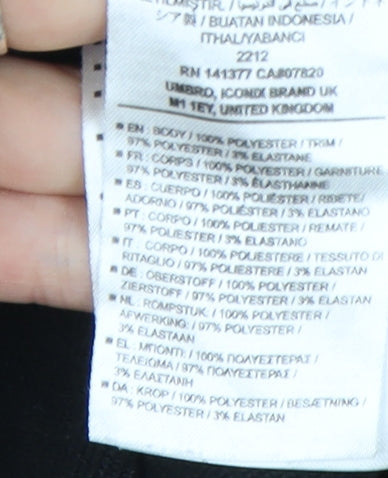 シア製 / BUATAN INDONESIA /
ITHAL/YABANCI
2212
RN 141377 CA#07820
UMBRO, ICONIX BRAND UK
M1 1EY, UNITED KINGDOM
EN : BODY / 100% POLYESTER / TRIM /
97% POLYESTER / 3% ELASTANE
FR : CORPS / 100% POLYESTER / GARNITURE
97% POLYESTER / 3% ELASTHANNE
ES : CUERPO / 100% POLIÉSTER / RIBETE/
ADORNO / 97% POLIÉSTER / 3% ELASTANO
PT : CORPO / 100% POLIESTER / REMATE /
97% POLIESTER / 3% ELASTANO
IT : CORPO / 100% POLIESTERE / TESSUTO DI
RITAGLIO / 97% POLIESTERE / 3% ELASTAN
DE : OBERSTOFF / 100% POLYESTER /
ZIERSTOFF / 97% POLYESTER / 3% ELASTAN
NL : ROMPSTUK / 100% POLYESTER /
AFWERKING / 97% POLYESTER /
3% ELASTAAN
EL : ΜΠΟΝΤΙ / 100% ΠΟΛΥΕΣΤΕΡΑΣ /
ΤΕΛΕΙΩΜΑ / 97% ΠΟΛΥΕΣΤΕΡΑΣ /
3% ΕΛΑΣΤΑΝΗ
DA : KROP / 100% POLYESTER / BESÆTNING /
97% POLYESTER / 3% ELASTAN